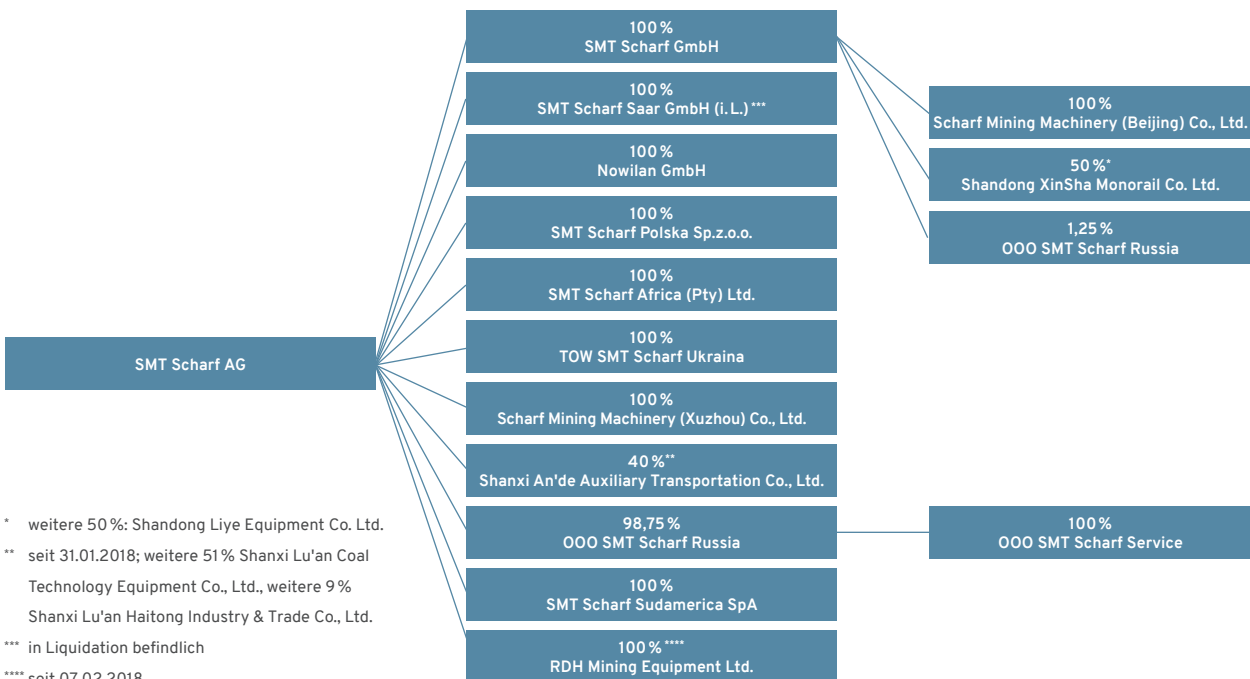 SMT Scharf AG
100 %
SMT Scharf GmbH
100 %
SMT Scharf Saar GmbH (i. L.) ***
100 %
Nowilan GmbH
100 %
SMT Scharf Polska Sp.z.o.o.
100 %
SMT Scharf Africa (Pty) Ltd.
100 %
TOW SMT Scharf Ukraina
100 %
Scharf Mining Machinery (Xuzhou) Co., Ltd.
40 %**
Shanxi An'de Auxiliary Transportation Co., Ltd.
98,75 %
OOO SMT Scharf Russia
100 %
SMT Scharf Sudamerica SpA
100 % ****
RDH Mining Equipment Ltd.
100 %
Scharf Mining Machinery (Beijing) Co., Ltd.
50 %*
Shandong XinSha Monorail Co. Ltd.
1,25 %
OOO SMT Scharf Russia
100 %
OOO SMT Scharf Service
* weitere 50 %: Shandong Liye Equipment Co. Ltd.
** seit 31.01.2018; weitere 51 % Shanxi Lu'an Coal
Technology Equipment Co., Ltd., weitere 9 %
Shanxi Lu'an Haitong Industry & Trade Co., Ltd.
*** in Liquidation befindlich
**** seit 07.02.2018